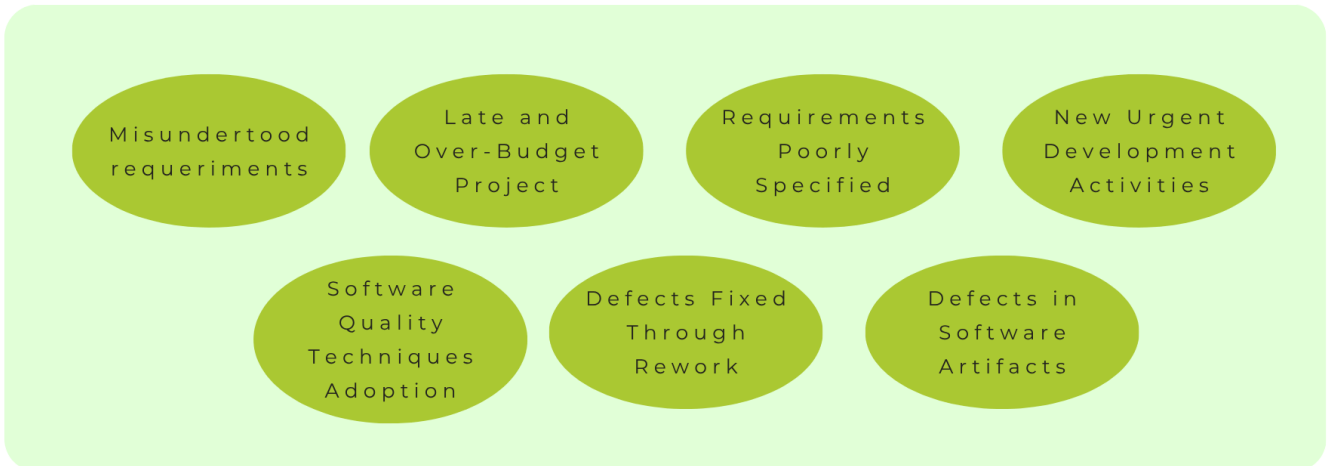 Misundertood
requeriments
Late and
Over-Budget
Project
Requirements
Poorly
Specified
New Urgent
Development
Activities
Software
Quality
Techniques
Adoption
Defects Fixed
Through
Rework
Defects in
Software
Artifacts